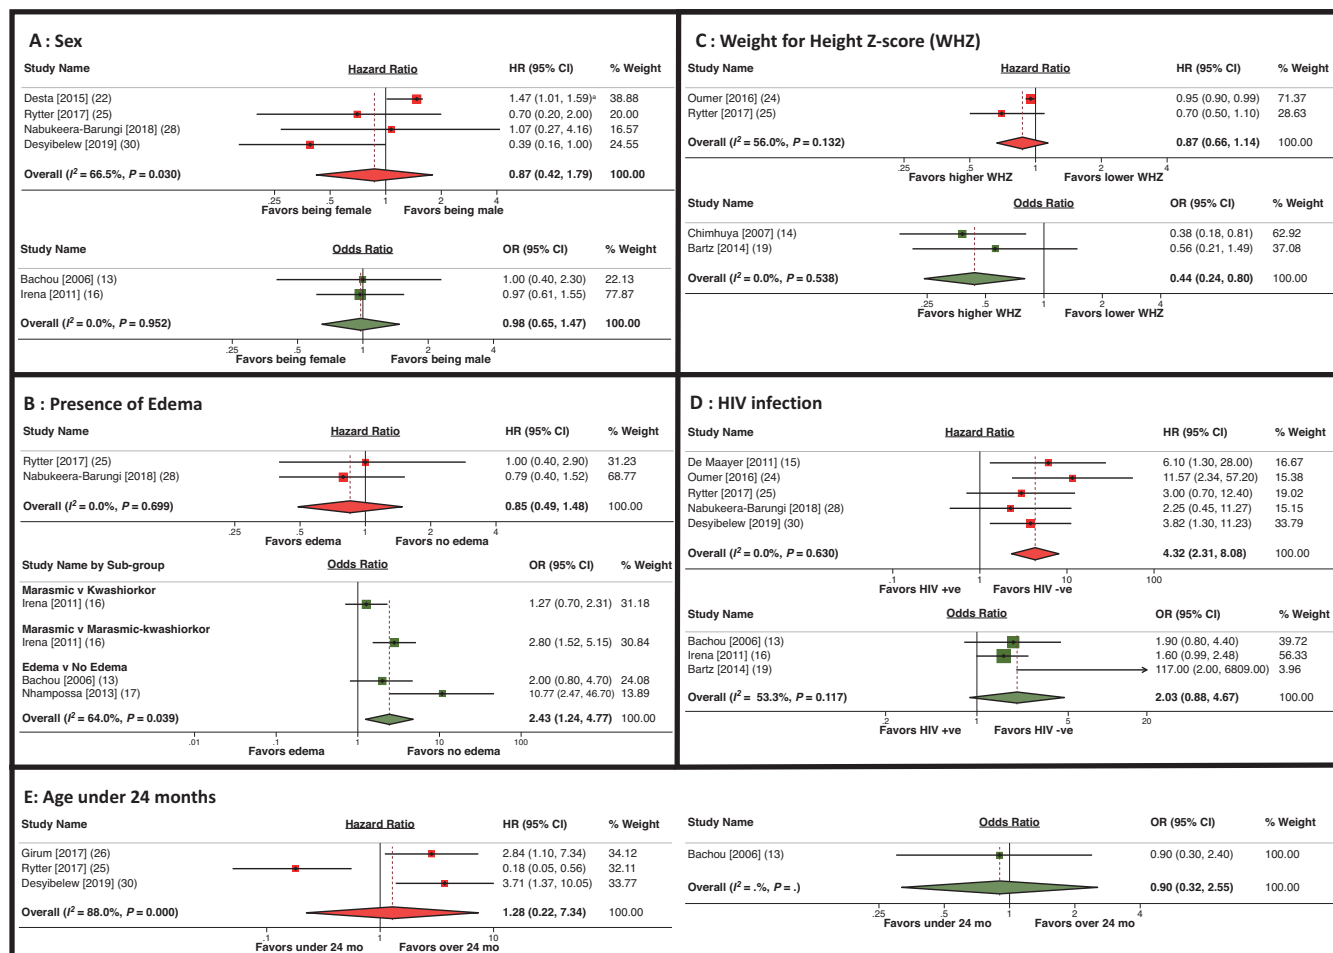 A : Sex
Study Name Hazard Ratio HR (95% CI) % Weight
Desta [2015] (22) 1.47 (1.01, 1.59)ᵃ 38.88
Rytter [2017] (25) 0.70 (0.20, 2.00) 20.00
Nabukeera-Barungi [2018] (28) 1.07 (0.27, 4.16) 16.57
Desyibelew [2019] (30) 0.39 (0.16, 1.00) 24.55
Overall (I² = 66.5%, P = 0.030) 0.87 (0.42, 1.79) 100.00
.25 .5 1 2 4
Favors being female Favors being male
Study Name Odds Ratio OR (95% CI) % Weight
Bachou [2006] (13) 1.00 (0.40, 2.30) 22.13
Irena [2011] (16) 0.97 (0.61, 1.55) 77.87
Overall (I² = 0.0%, P = 0.952) 0.98 (0.65, 1.47) 100.00
.25 .5 1 2 4
Favors being female Favors being male
C : Weight for Height Z-score (WHZ)
Study Name Hazard Ratio HR (95% CI) % Weight
Oumer [2016] (24) 0.95 (0.90, 0.99) 71.37
Rytter [2017] (25) 0.70 (0.50, 1.10) 28.63
Overall (I² = 56.0%, P = 0.132) 0.87 (0.66, 1.14) 100.00
.25 .5 1 2 4
Favors higher WHZ Favors lower WHZ
Study Name Odds Ratio OR (95% CI) % Weight
Chimhuya [2007] (14) 0.38 (0.18, 0.81) 62.92
Bartz [2014] (19) 0.56 (0.21, 1.49) 37.08
Overall (I² = 0.0%, P = 0.538) 0.44 (0.24, 0.80) 100.00
.25 .5 1 2 4
Favors higher WHZ Favors lower WHZ
B : Presence of Edema
Study Name Hazard Ratio HR (95% CI) % Weight
Rytter [2017] (25) 1.00 (0.40, 2.90) 31.23
Nabukeera-Barungi [2018] (28) 0.79 (0.40, 1.52) 68.77
Overall (I² = 0.0%, P = 0.699) 0.85 (0.49, 1.48) 100.00
.5 1 2 4
Favors edema Favors no edema
Study Name by Sub-group Odds Ratio OR (95% CI) % Weight
Marasmic v Kwashiorkor
Irena [2011] (16) 1.27 (0.70, 2.31) 31.18
Marasmic v Marasmic-kwashiorkor
Irena [2011] (16) 2.80 (1.52, 5.15) 30.84
Edema v No Edema
Bachou [2006] (13) 2.00 (0.80, 4.70) 24.08
Nhampossa [2013] (17) 10.77 (2.47, 46.70) 13.89
Overall (I² = 64.0%, P = 0.039) 2.43 (1.24, 4.77) 100.00
.01 .1 1 10 100
Favors edema Favors no edema
D : HIV infection
Study Name Hazard Ratio HR (95% CI) % Weight
De Maayer [2011] (15) 6.10 (1.30, 28.00) 16.67
Oumer [2016] (24) 11.57 (2.34, 57.20) 15.38
Rytter [2017] (25) 3.00 (0.70, 12.40) 19.02
Nabukeera-Barungi [2018] (28) 2.25 (0.45, 11.27) 15.15
Desyibelew [2019] (30) 3.82 (1.30, 11.23) 33.79
Overall (I² = 0.0%, P = 0.630) 4.32 (2.31, 8.08) 100.00
.1 1 10 100
Favors HIV +ve Favors HIV -ve
Study Name Odds Ratio OR (95% CI) % Weight
Bachou [2006] (13) 1.90 (0.80, 4.40) 39.72
Irena [2011] (16) 1.60 (0.99, 2.48) 56.33
Bartz [2014] (19) 117.00 (2.00, 6809.00) 3.96
Overall (I² = 53.3%, P = 0.117) 2.03 (0.88, 4.67) 100.00
.2 1 5 20
Favors HIV +ve Favors HIV -ve
E: Age under 24 months
Study Name Hazard Ratio HR (95% CI) % Weight
Girum [2017] (26) 2.84 (1.10, 7.34) 34.12
Rytter [2017] (25) 0.18 (0.05, 0.56) 32.11
Desyibelew [2019] (30) 3.71 (1.37, 10.05) 33.77
Overall (I² = 88.0%, P = 0.000) 1.28 (0.22, 7.34) 100.00
.1 1 10
Favors under 24 mo Favors over 24 mo
Study Name Odds Ratio OR (95% CI) % Weight
Bachou [2006] (13) 0.90 (0.30, 2.40) 100.00
Overall (I² = .%, P = .) 0.90 (0.32, 2.55) 100.00
.25 .5 1 2 4
Favors under 24 mo Favors over 24 mo